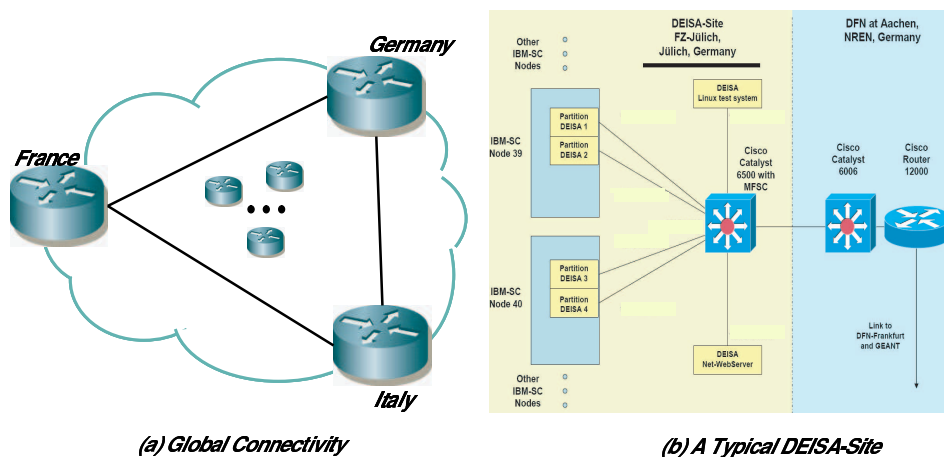 Germany
France
Italy
(a) Global Connectivity
DEISA-Site
FZ-Jülich,
Jülich, Germany
DFN at Aachen,
NREN, Germany
Other
IBM-SC
Nodes
DEISA
Linux test system
Partition
DEISA 1
Partition
DEISA 2
IBM-SC
Node 39
Cisco
Catalyst
6500 with
MFSC
Cisco
Catalyst
6006
Cisco
Router
12000
Partition
DEISA 3
Partition
DEISA 4
IBM-SC
Node 40
Link to
DFN-Frankfurt
and GEANT
DEISA
Net-WebServer
Other
IBM-SC
Nodes
(b) A Typical DEISA-Site